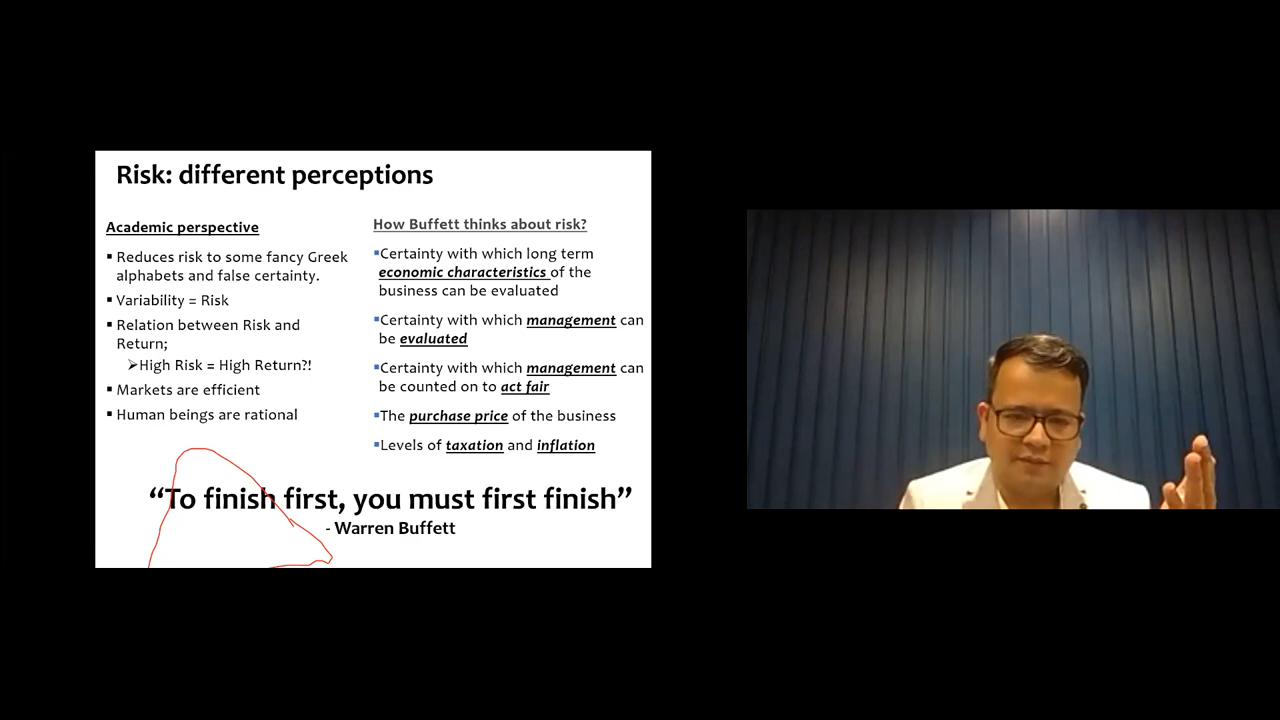 Risk: different perceptions
Academic perspective
▪ Reduces risk to some fancy Greek
alphabets and false certainty.
▪ Variability = Risk
▪ Relation between Risk and
Return;
➢High Risk = High Return?!
▪ Markets are efficient
▪ Human beings are rational
How Buffett thinks about risk?
▪Certainty with which long term
economic characteristics of the
business can be evaluated
▪Certainty with which management can
be evaluated
▪Certainty with which management can
be counted on to act fair
▪The purchase price of the business
▪Levels of taxation and inflation
“To finish first, you must first finish”
- Warren Buffett